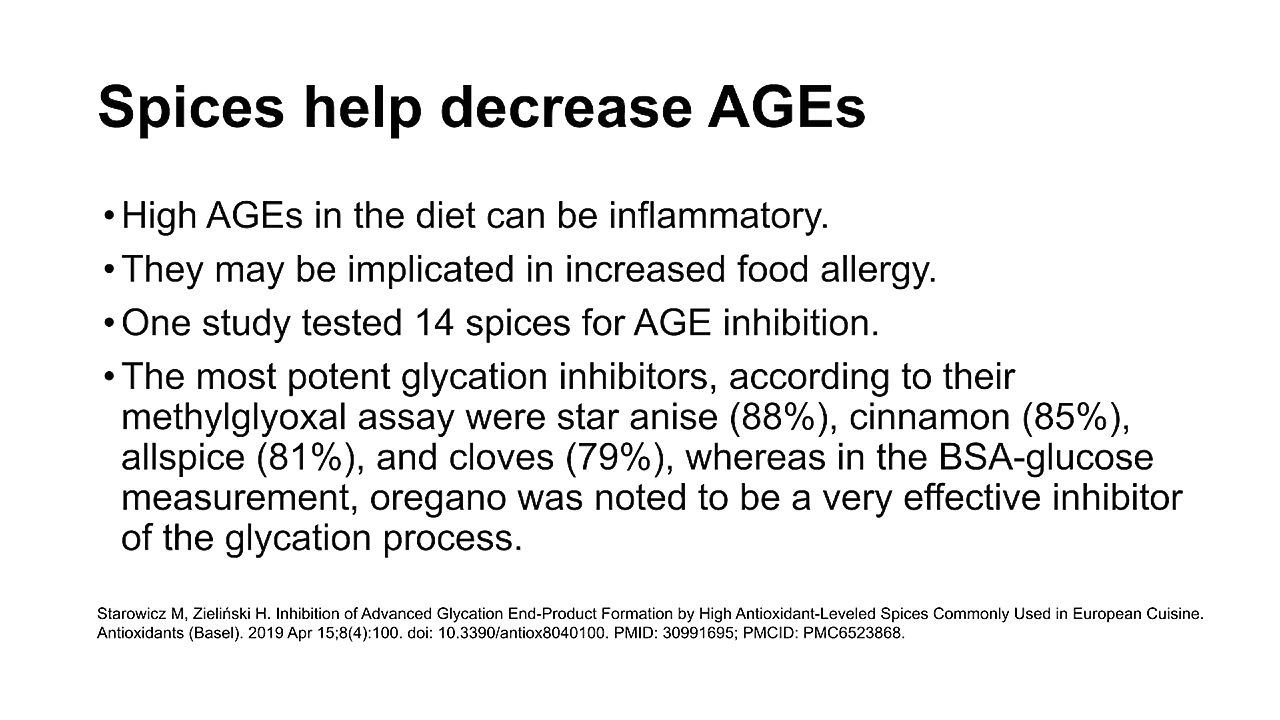 Spices help decrease AGEs
• High AGEs in the diet can be inflammatory.
• They may be implicated in increased food allergy.
• One study tested 14 spices for AGE inhibition.
• The most potent glycation inhibitors, according to their
methylglyoxal assay were star anise (88%), cinnamon (85%),
allspice (81%), and cloves (79%), whereas in the BSA-glucose
measurement, oregano was noted to be a very effective inhibitor
of the glycation process.
Starowicz M, Zieliński H. Inhibition of Advanced Glycation End-Product Formation by High Antioxidant-Leveled Spices Commonly Used in European Cuisine.
Antioxidants (Basel). 2019 Apr 15;8(4):100. doi: 10.3390/antiox8040100. PMID: 30991695; PMCID: PMC6523868.